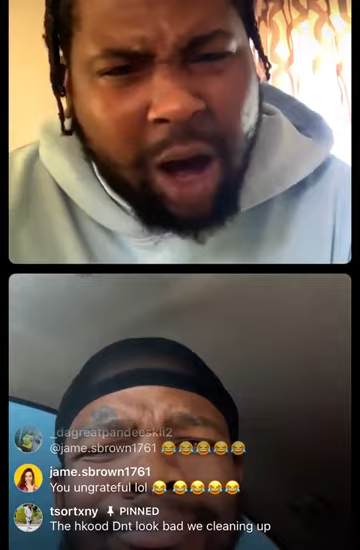 _dagreatpandeeskii2
@jame.sbrown1761 😂😂😂😂😂
jame.sbrown1761
You ungrateful lol 😂😂😂😂😂
tsortxny PINNED
The hkood Dnt look bad we cleaning up